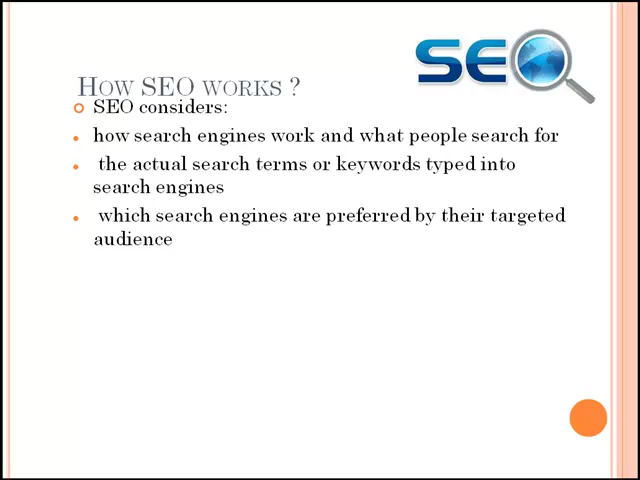 SEO
HOW SEO WORKS ?
SEO considers:
how search engines work and what people search for
the actual search terms or keywords typed into
search engines
which search engines are preferred by their targeted
audience